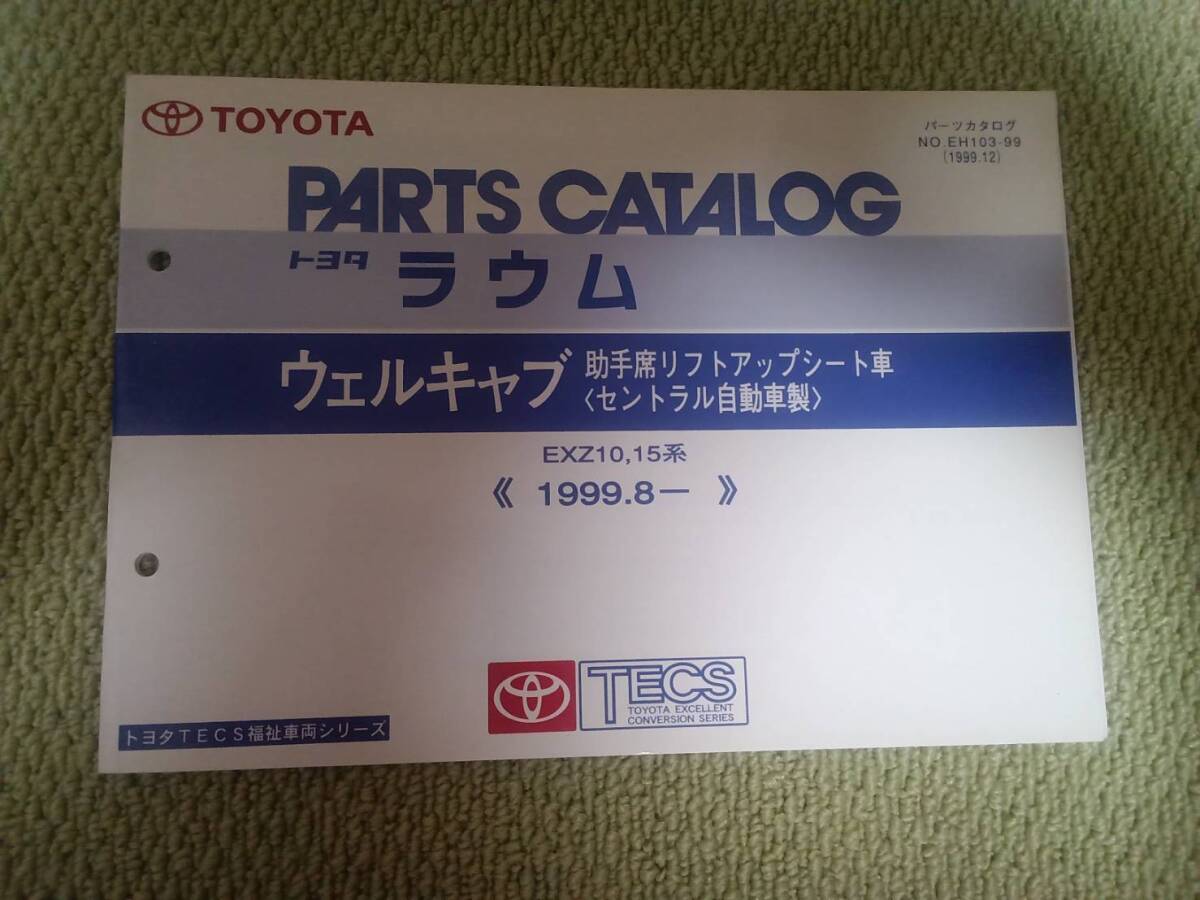 TOYOTA
パーツカタログ
NO.EH103-99
(1999.12)
PARTS CATALOG
トヨタ ラウム
ウェルキャブ 助手席リフトアップシート車
〈セントラル自動車製〉
EXZ10,15系
《 1999.8ー 》
TECS
TOYOTA EXCELLENT
CONVERSION SERIES
トヨタTECS福祉車両シリーズ